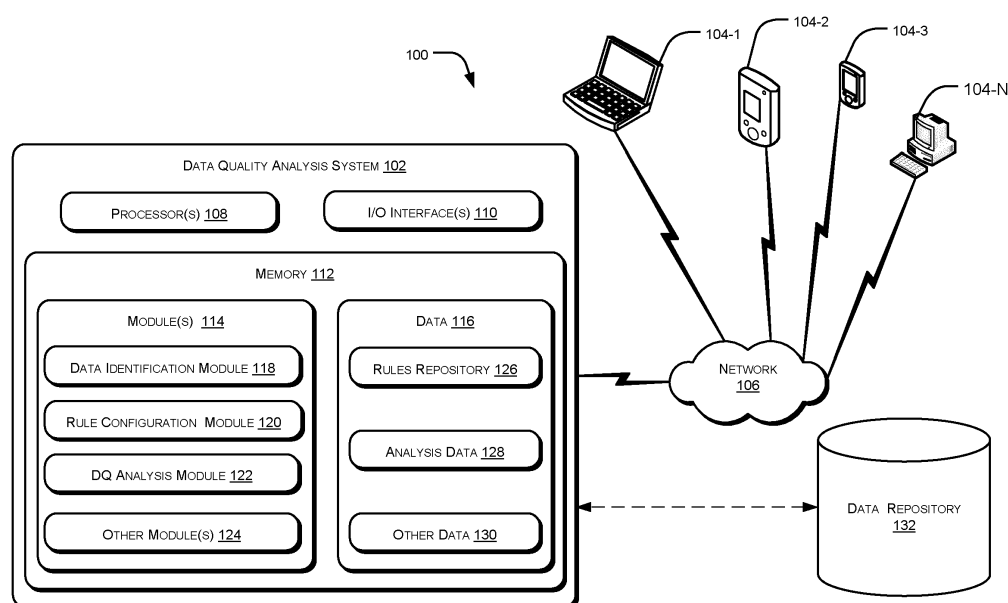 100
104-1
104-2
104-3
104-N
DATA QUALITY ANALYSIS SYSTEM 102
PROCESSOR(S) 108
I/O INTERFACE(S) 110
MEMORY 112
MODULE(S) 114
DATA IDENTIFICATION MODULE 118
RULE CONFIGURATION MODULE 120
DQ ANALYSIS MODULE 122
OTHER MODULE(S) 124
DATA 116
RULES REPOSITORY 126
ANALYSIS DATA 128
OTHER DATA 130
NETWORK
106
DATA REPOSITORY
132